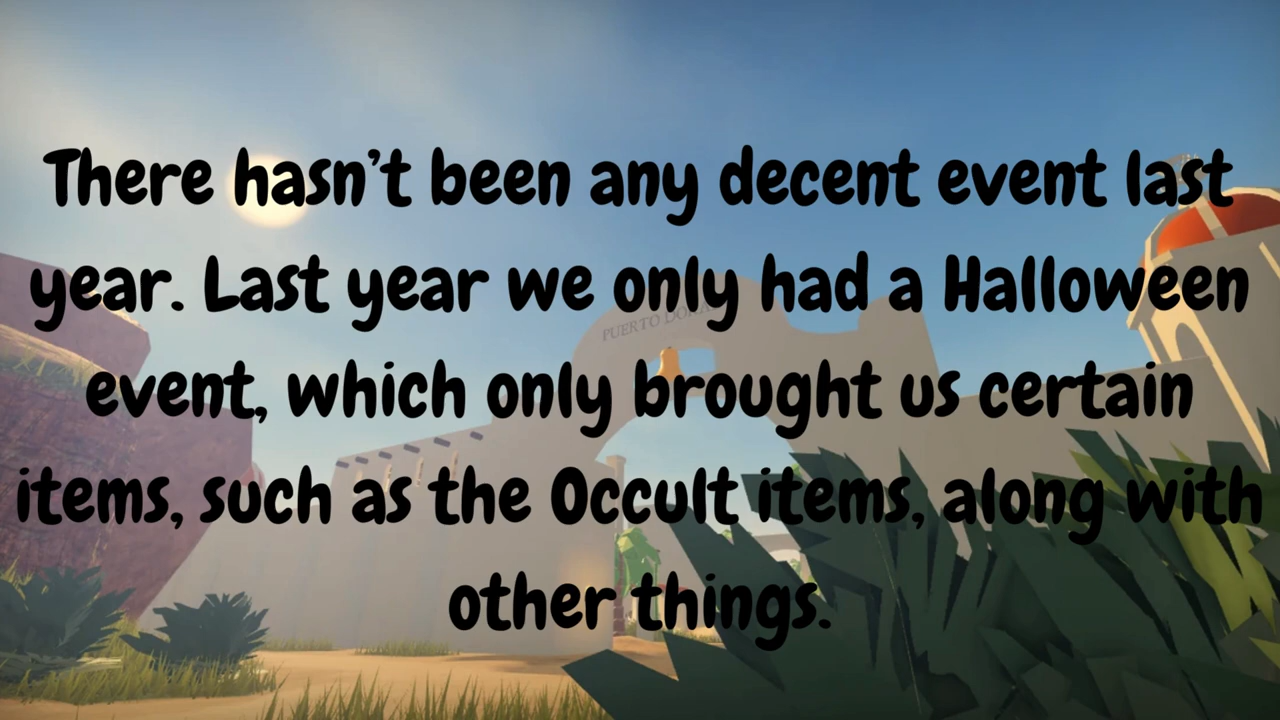 There hasn’t been any decent event last
year. Last year we only had a Halloween
event, which only brought us certain
items, such as the Occult items, along with
other things.
PUERTO